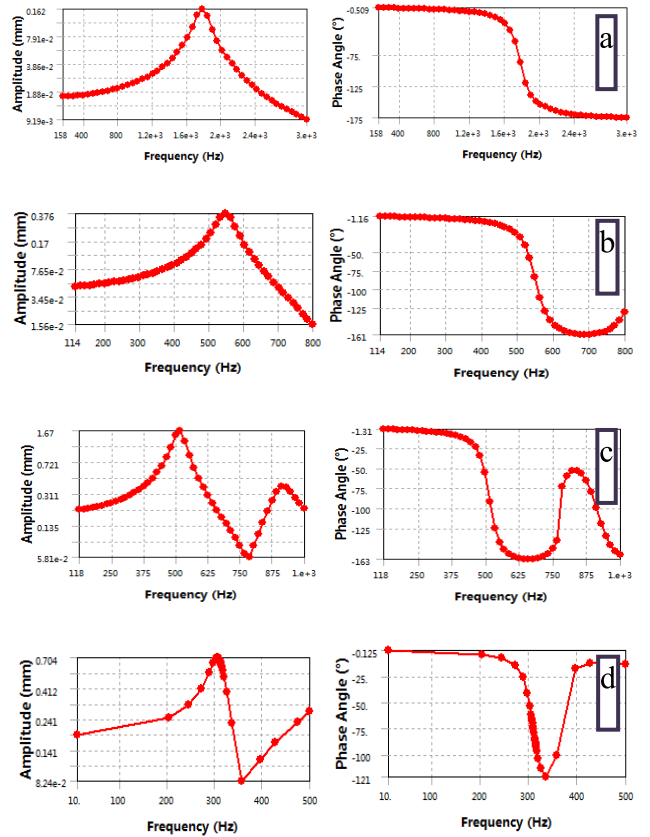 Amplitude (mm)
0.162
7.91e-2
3.86e-2
1.88e-2
9.19e-3
158 400 800 1.2e+3 1.6e+3 2.e+3 2.4e+3 3.e+3
Frequency (Hz)
Phase Angle (°)
-0.509
-75.
-125
-175
158 400 1.2e+3 1.6e+3 2.e+3 2.4e+3 3.e+3
Frequency (Hz)
a
Amplitude (mm)
0.376
0.17
7.65e-2
3.45e-2
1.56e-2
114 200 300 400 500 600 700 800
Frequency (Hz)
Phase Angle (°)
-1.16
-50.
-75.
-100
-125
-161
114 200 300 400 500 600 700 800
Frequency (Hz)
b
Amplitude (mm)
1.67
0.721
0.311
0.135
5.81e-2
118 250 375 500 625 750 875 1.e+3
Frequency (Hz)
Phase Angle (°)
-1.31
-25.
-50.
-75.
-100
-125
-163
118 250 375 500 625 750 875 1.e+3
Frequency (Hz)
c
Amplitude (mm)
0.704
0.412
0.241
0.141
8.24e-2
10. 100 200 300 400 500
Frequency (Hz)
Phase Angle (°)
-0.125
-25.
-50.
-75.
-100
-121
10. 100 200 300 400 500
Frequency (Hz)
d